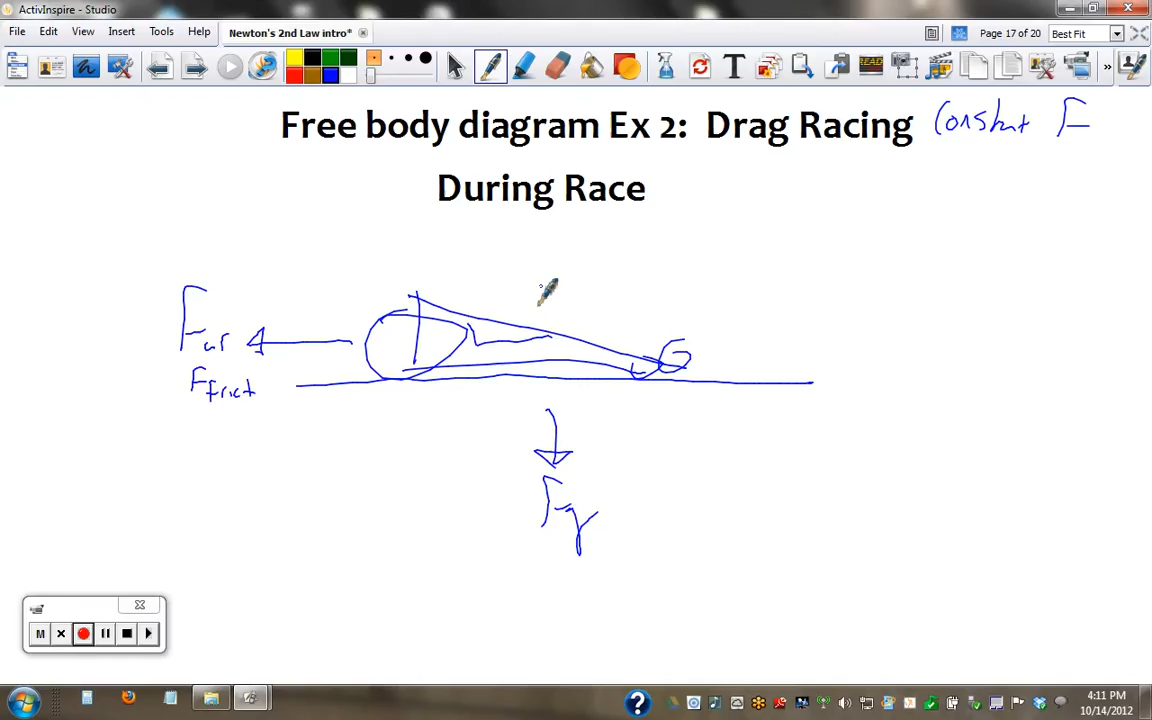 ActivInspire - Studio
File Edit View Insert Tools Help Newton's 2nd Law intro* Page 17 of 20 Best Fit
T READ »
Free body diagram Ex 2: Drag Racing Constant F
During Race
Fair
Ffrict
Fg
M
?
4:11 PM
10/14/2012